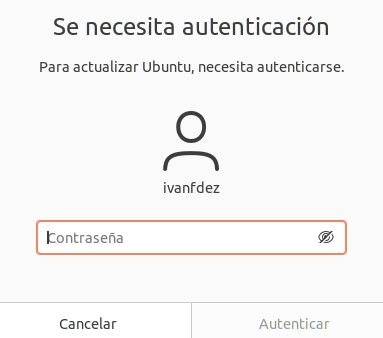 Se necesita autenticación
Para actualizar Ubuntu, necesita autenticarse.
ivanfdez
Contraseña
Cancelar
Autenticar